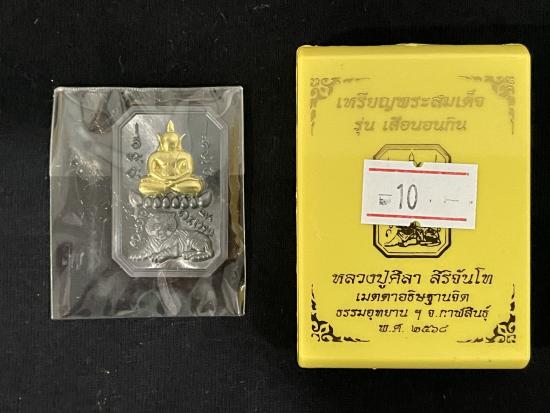 เหรียญพระสมเด็จ
รุ่น เสือนอนกิน
10
หลวงปู่ศิลา สิริจันโท
เมตตาอธิษฐานจิต
ธรรมอุทยาน ฯ จ.กาฬสินธุ์
พ.ศ. ๒๕๖๘